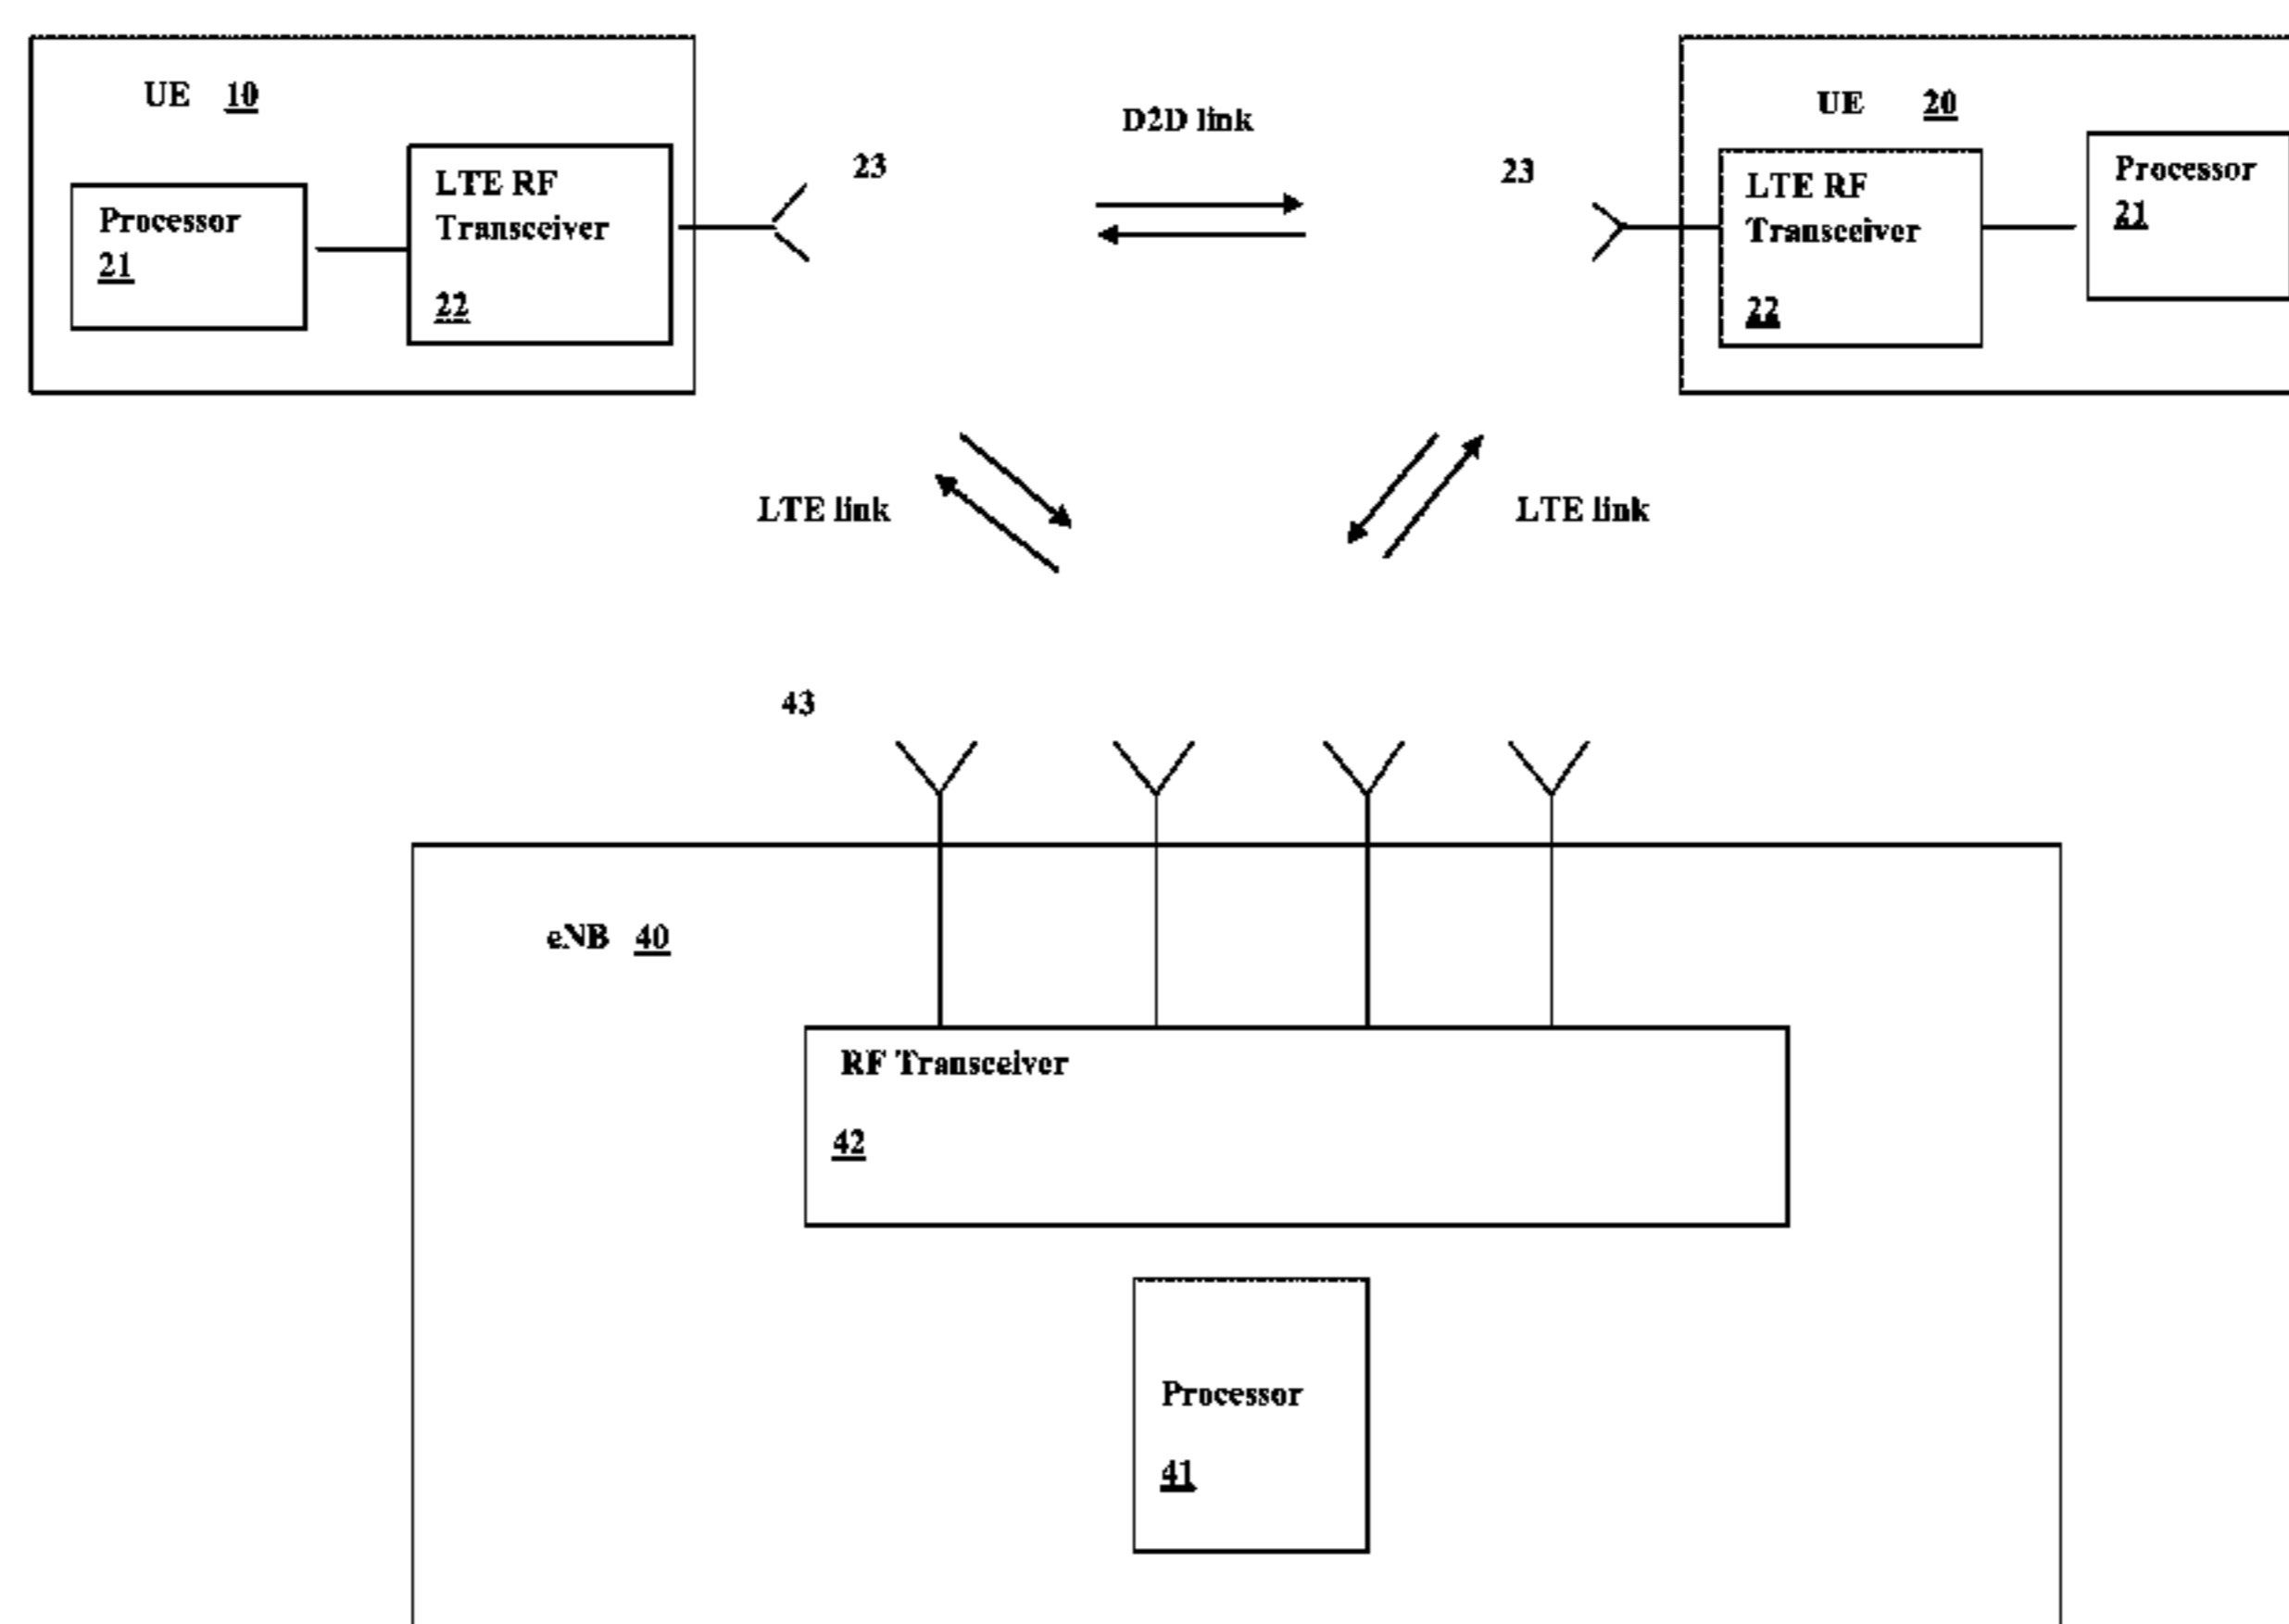 UE 10
Processor
21
LTE RF
Transceiver
22
23
D2D link
23
UE 20
LTE RF
Transceiver
22
Processor
21
LTE link
LTE link
43
eNB 40
RF Transceiver
42
Processor
41